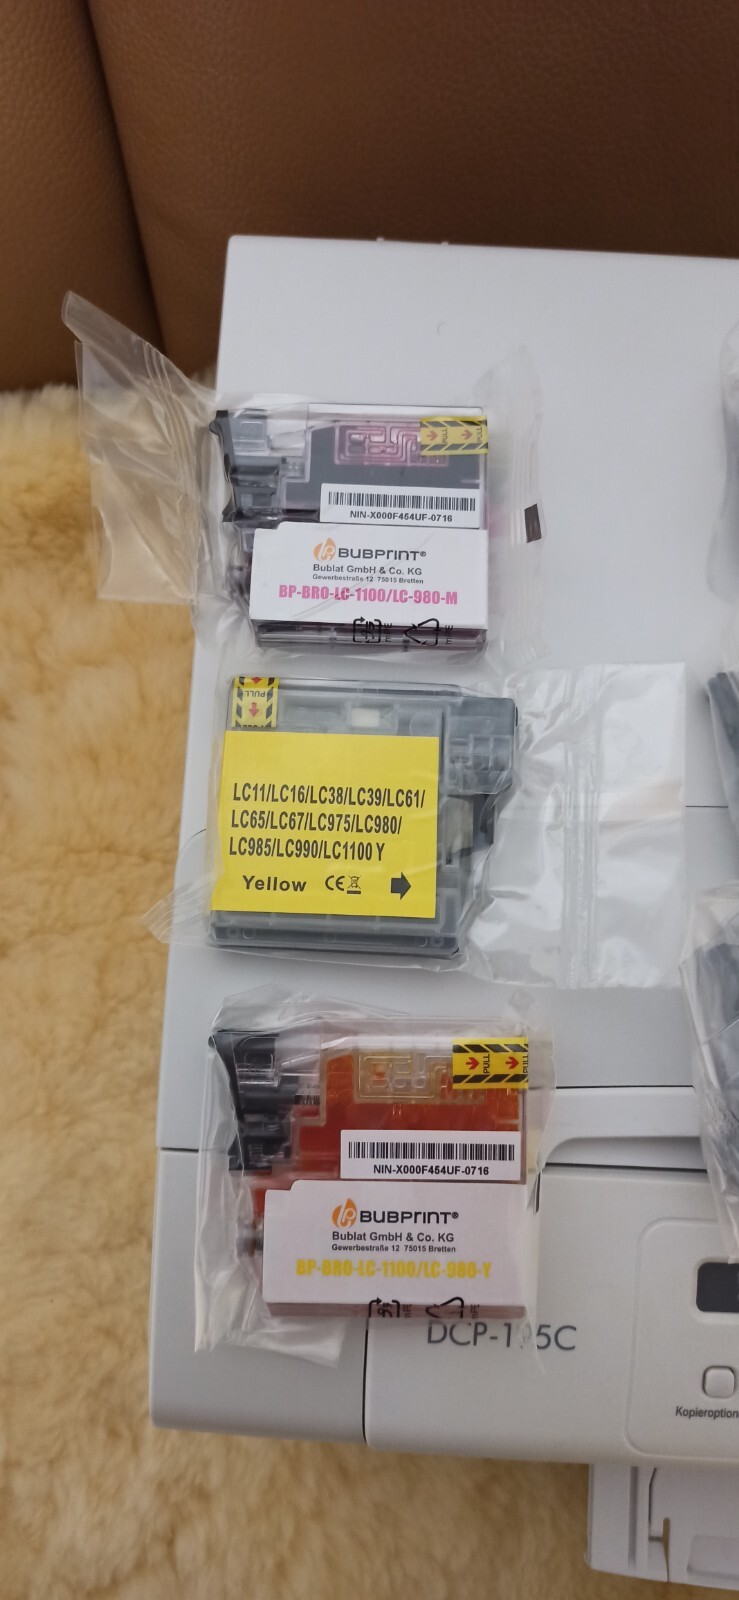 PULL
NIN-X000F454UF-0716
BUBPRINT®
Bublat GmbH & Co. KG
Gewerbestraße 12 75015 Bretten
BP-BRO-LC-1100/LC-980-M
PULL
LC11/LC16/LC38/LC39/LC61/
LC65/LC67/LC975/LC980/
LC985/LC990/LC1100 Y
Yellow CE
PULL PULL
NIN-X000F454UF-0716
BUBPRINT®
Bublat GmbH & Co. KG
Gewerbestraße 12 75015 Bretten
BP-BRO-LC-1100/LC-980-Y
Kopieroption